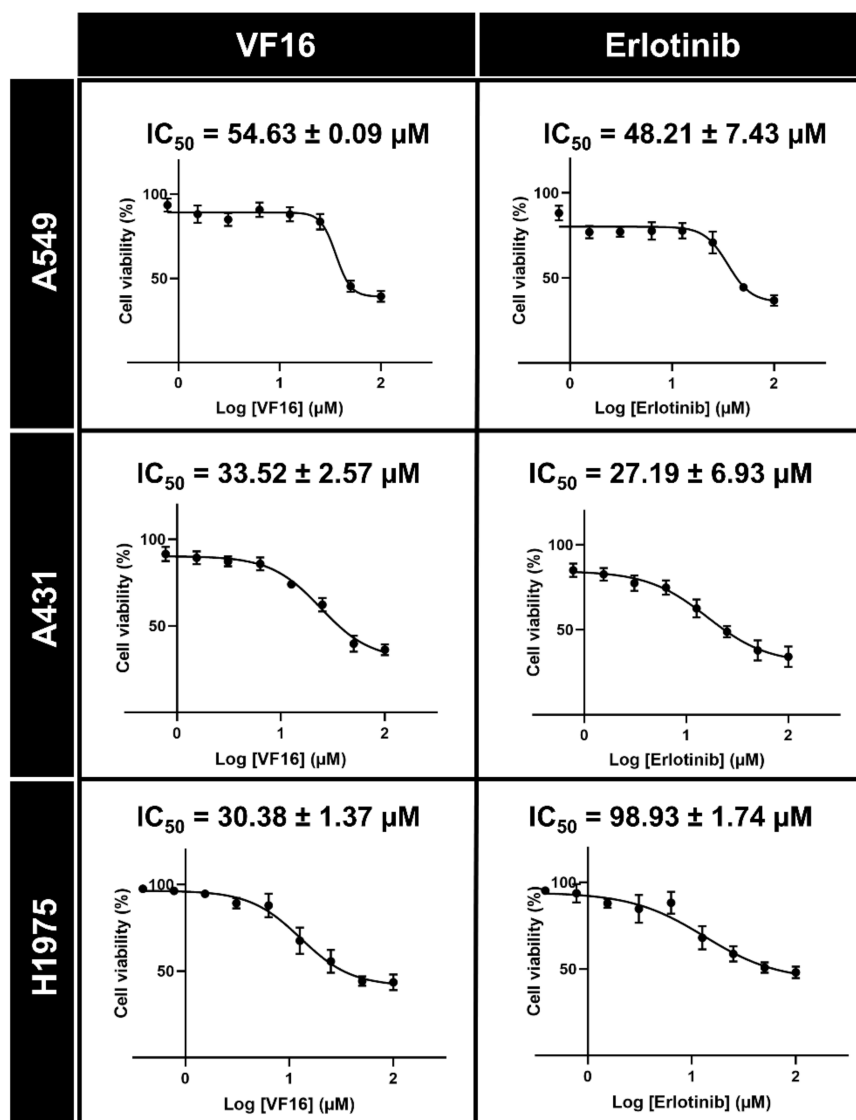 VF16
Erlotinib
A549
IC50 = 54.63 ± 0.09 µM
Cell viability (%)
100
50
0
1
2
Log [VF16] (µM)
IC50 = 48.21 ± 7.43 µM
Cell viability (%)
100
50
0
1
2
Log [Erlotinib] (µM)
A431
IC50 = 33.52 ± 2.57 µM
Cell viability (%)
100
50
0
1
2
Log [VF16] (µM)
IC50 = 27.19 ± 6.93 µM
Cell viability (%)
100
50
0
1
2
Log [Erlotinib] (µM)
H1975
IC50 = 30.38 ± 1.37 µM
Cell viability (%)
100
50
0
1
2
Log [VF16] (µM)
IC50 = 98.93 ± 1.74 µM
Cell viability (%)
100
50
0
1
2
Log [Erlotinib] (µM)